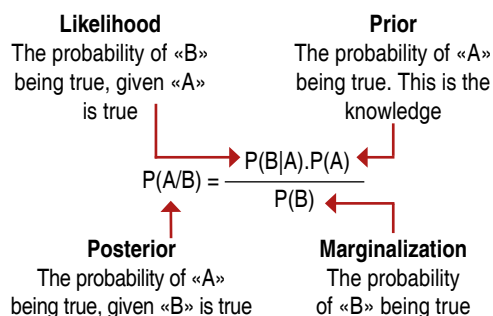 Likelihood
The probability of «B»
being true, given «A»
is true
Prior
The probability of «A»
being true. This is the
knowledge
P(A/B) = P(B|A).P(A)
P(B)
Posterior
The probability of «A»
being true, given «B» is true
Marginalization
The probability
of «B» being true